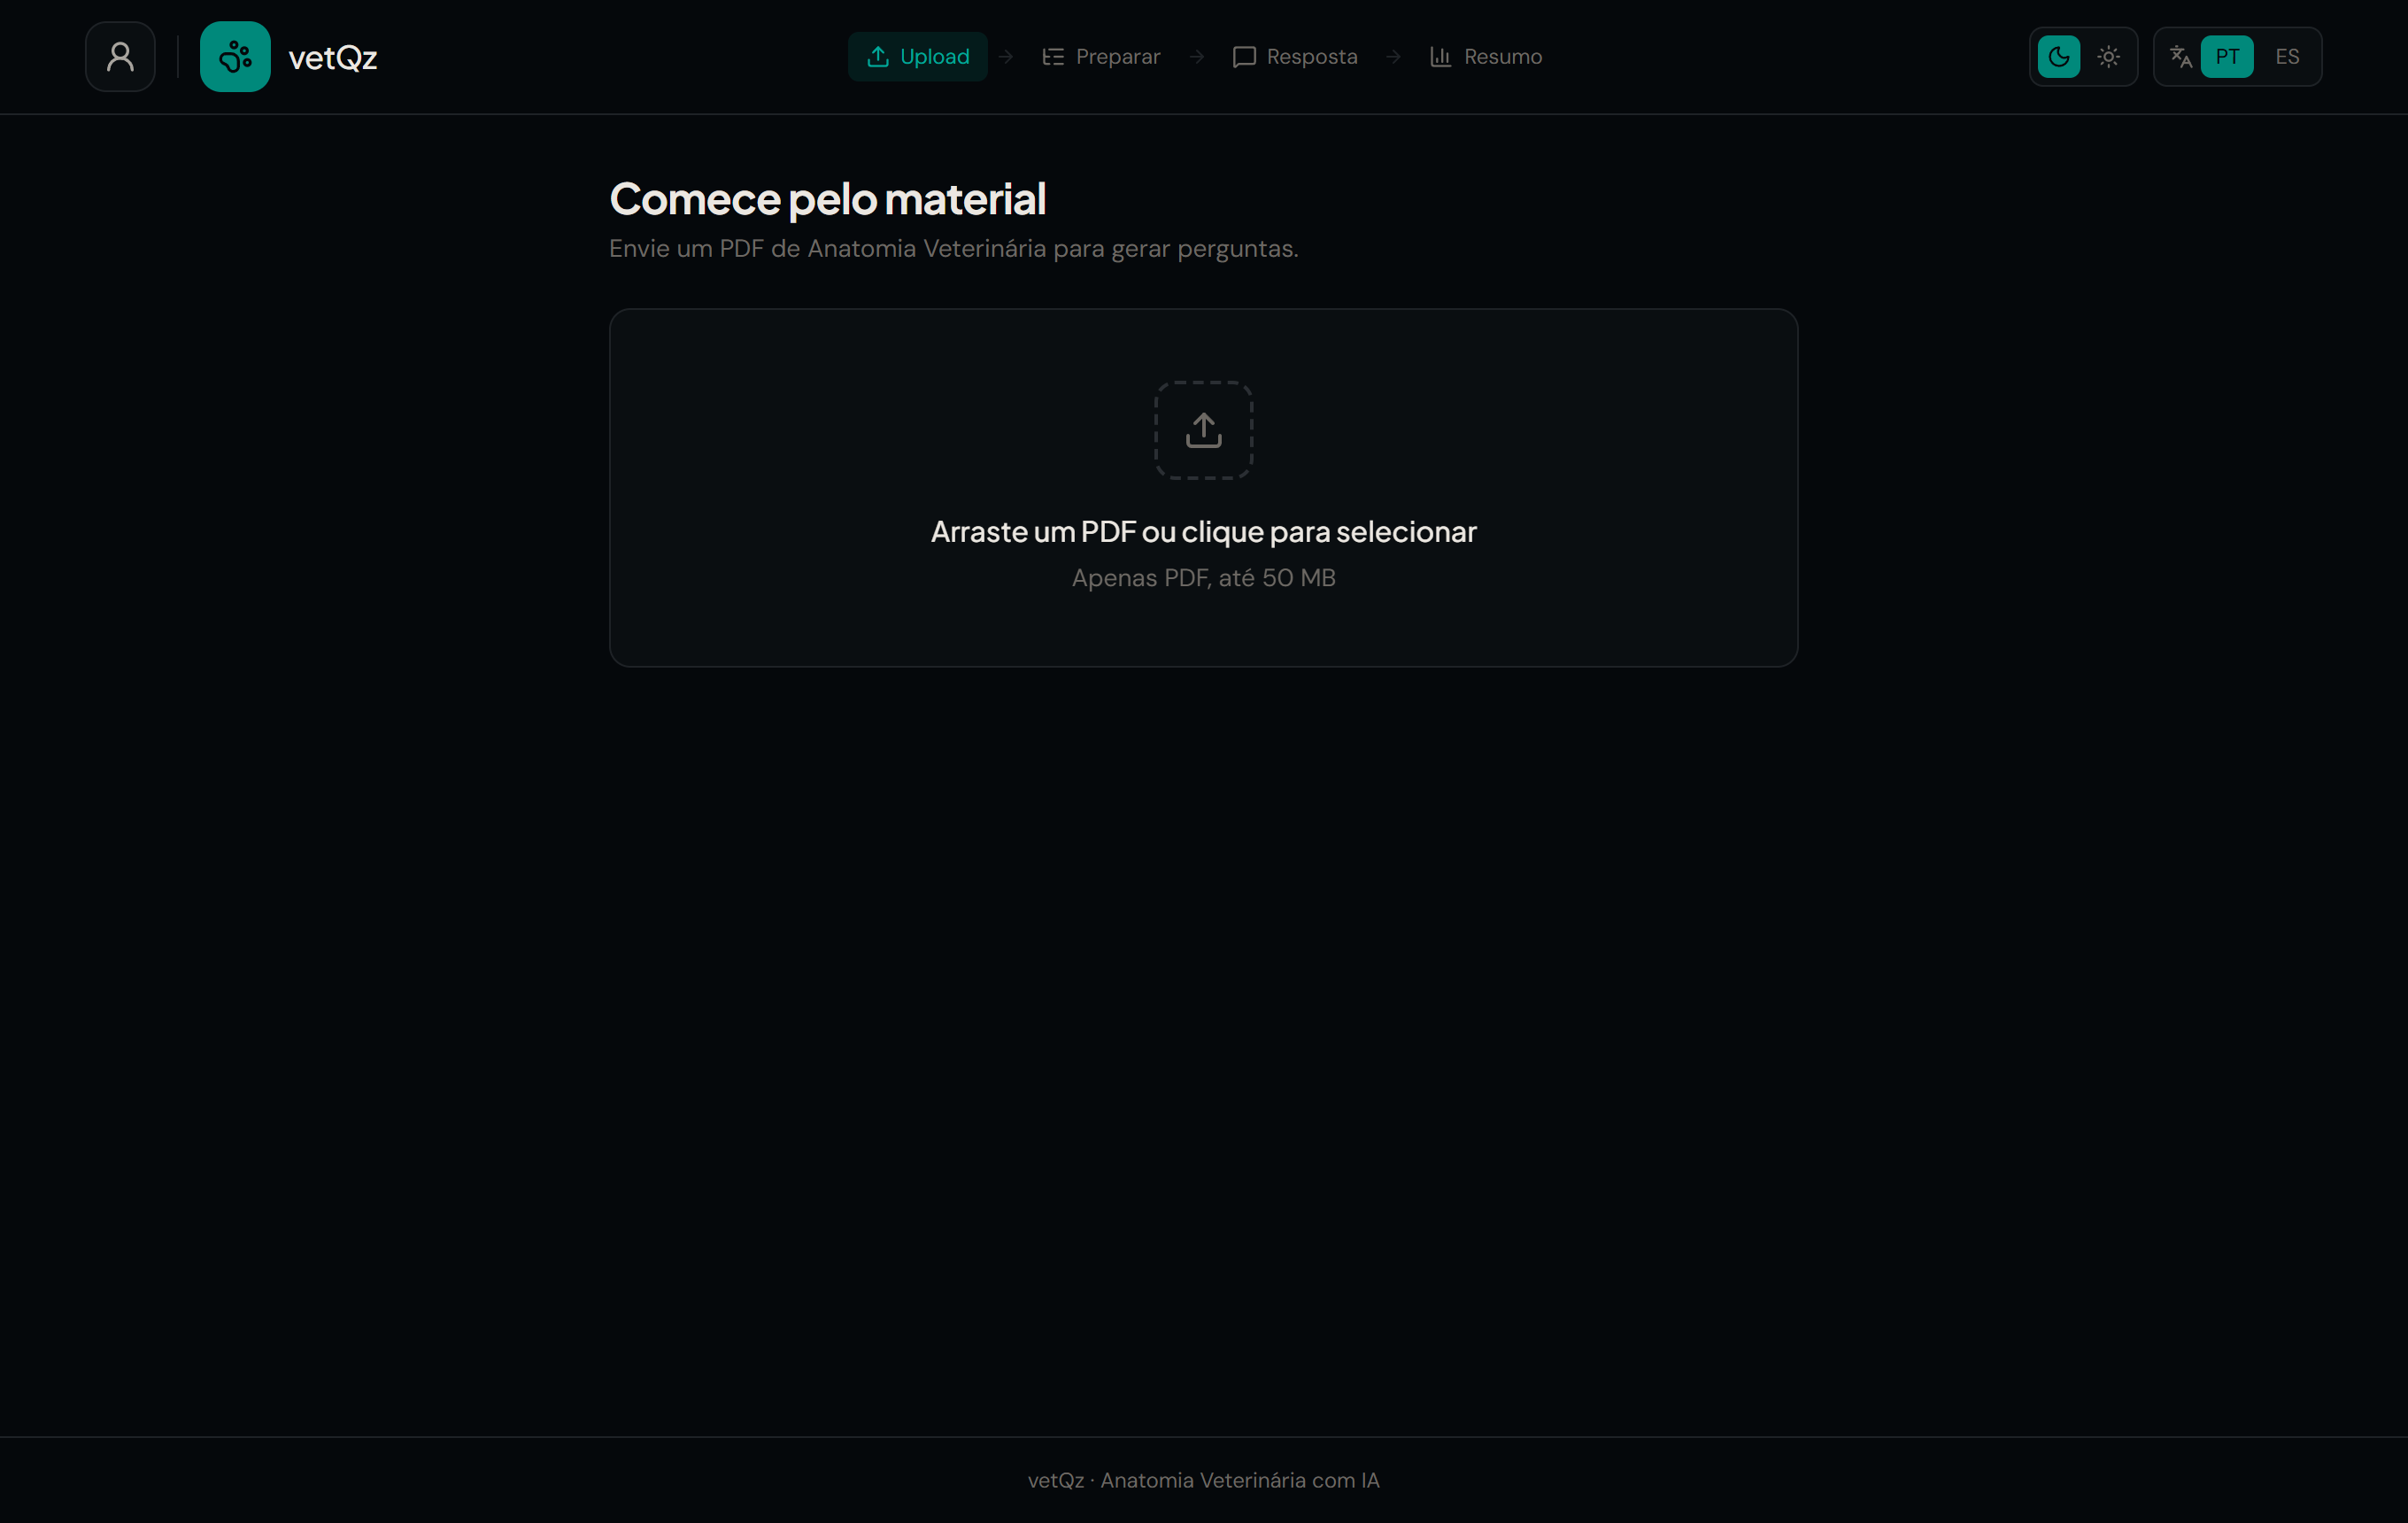 vetQz
Upload
Preparar
Resposta
Resumo
PT
ES
Comece pelo material
Envie um PDF de Anatomia Veterinária para gerar perguntas.
Arraste um PDF ou clique para selecionar
Apenas PDF, até 50 MB
vetQz · Anatomia Veterinária com IA